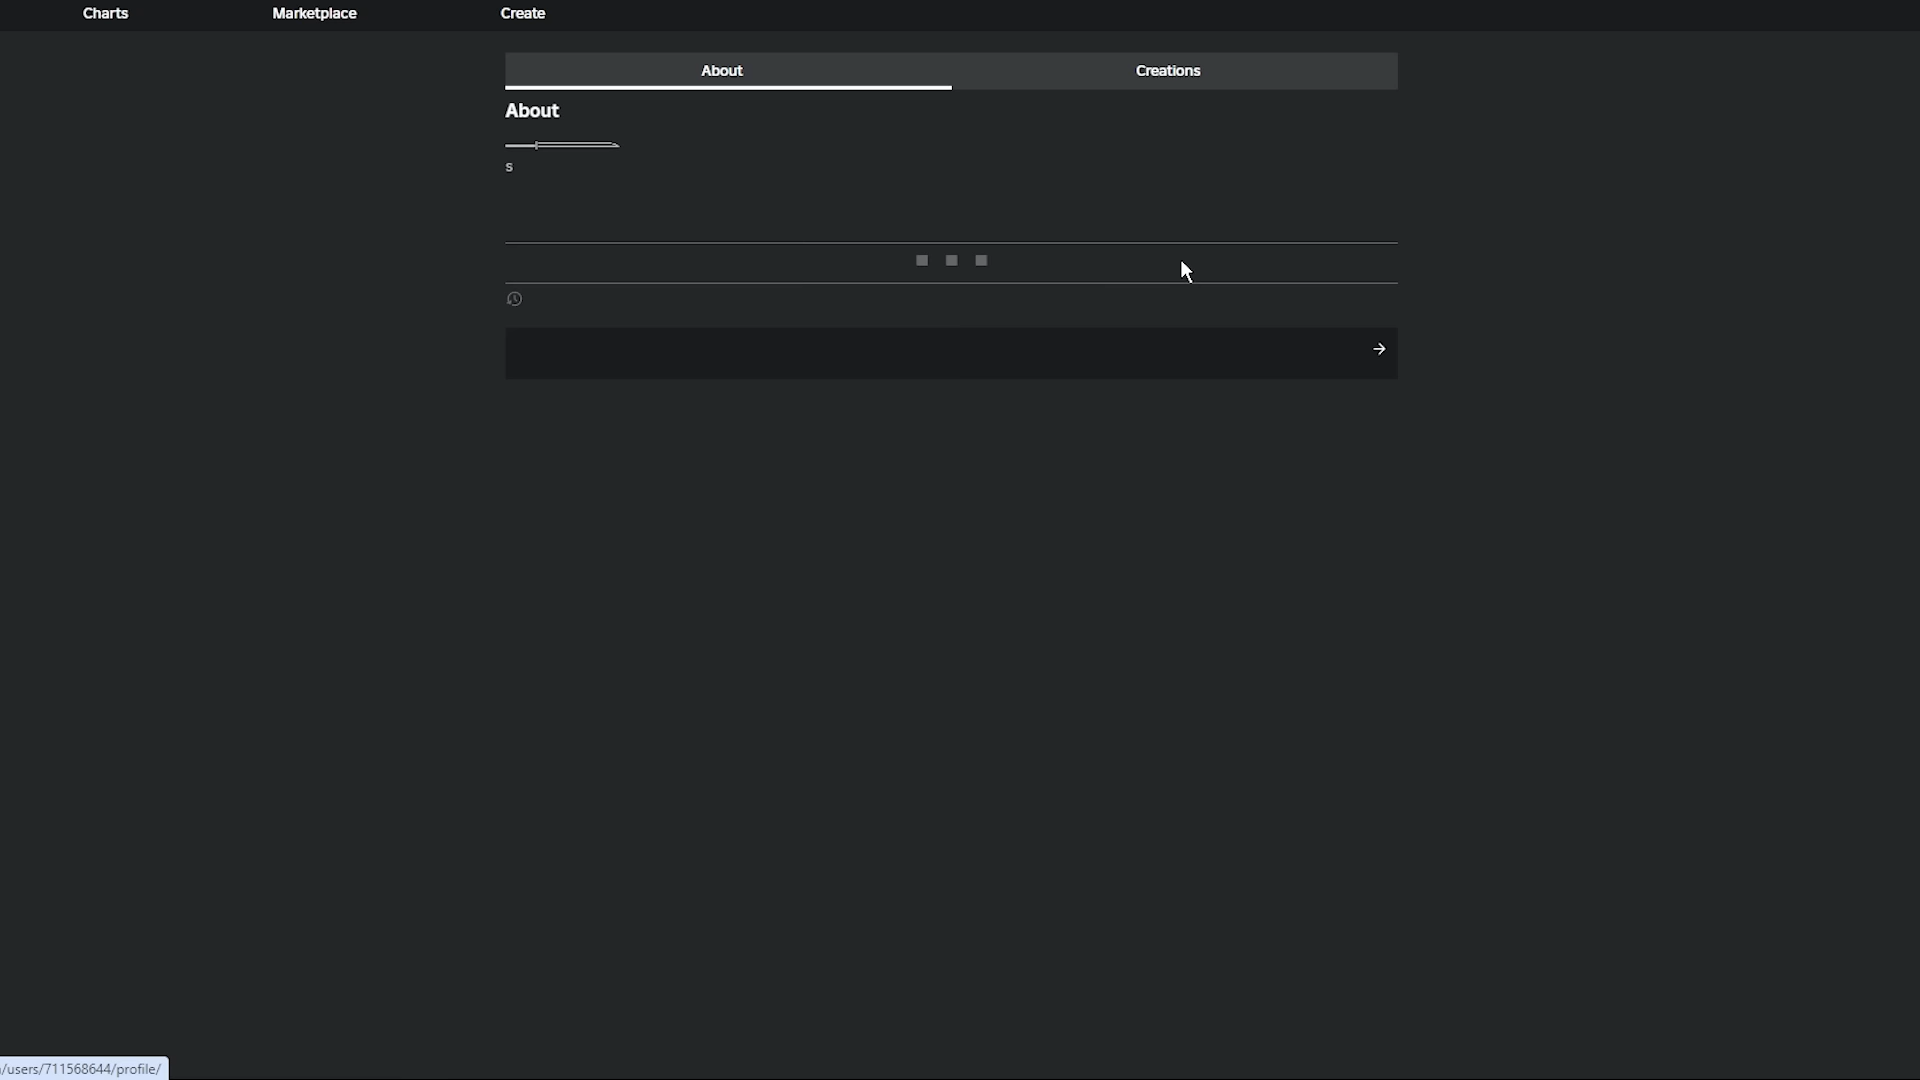 Charts Marketplace Create
About Creations
About
s
/users/711568644/profile/